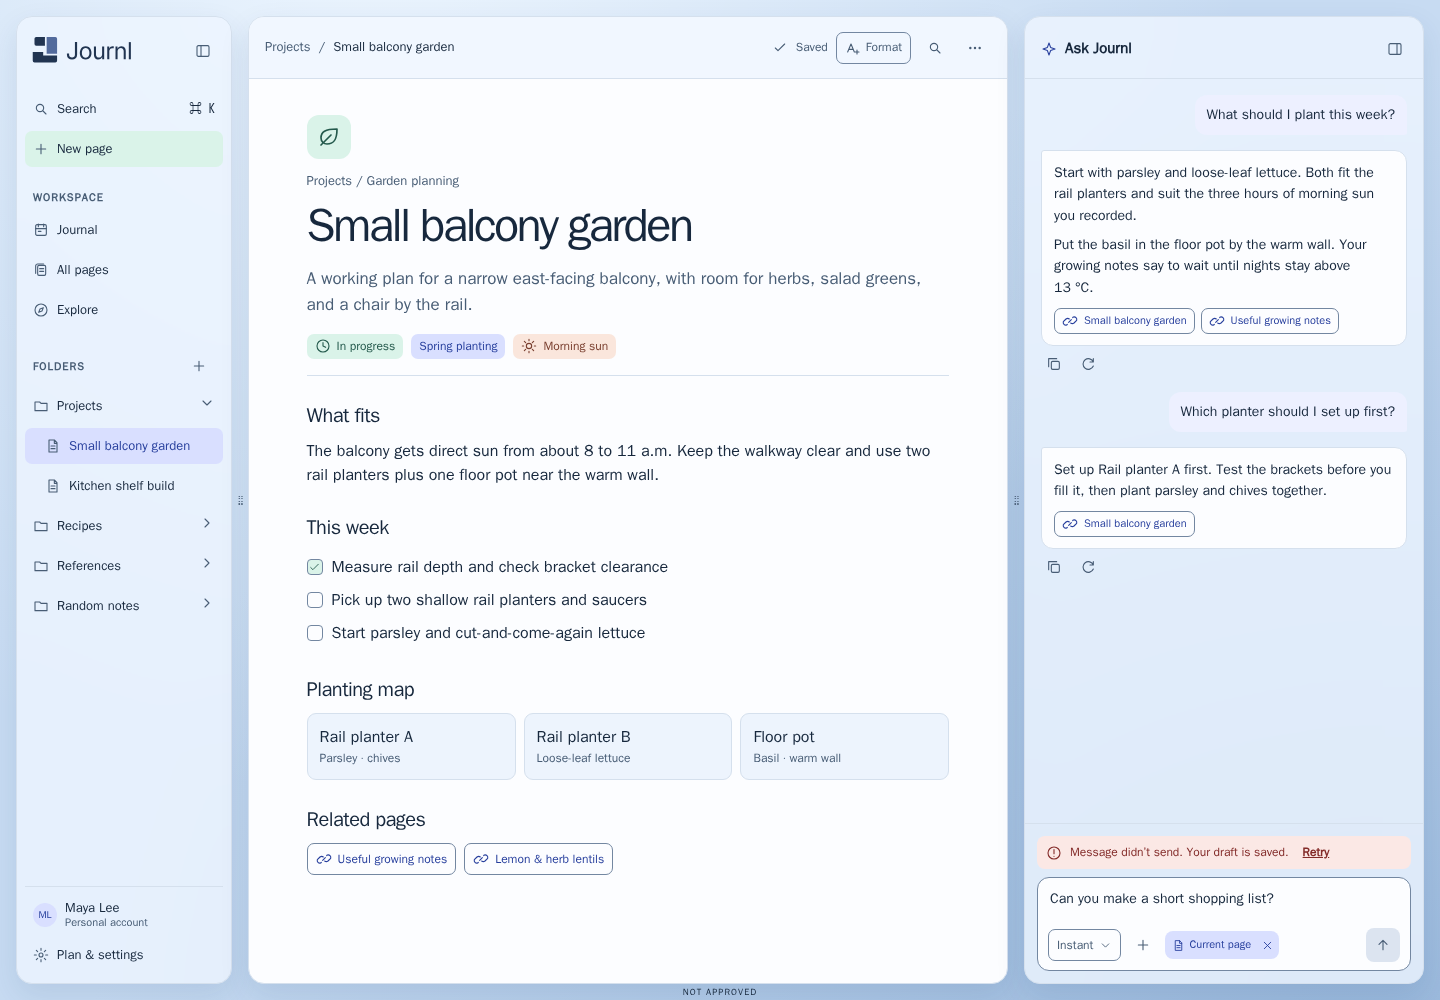 Journl
Search
⌘ K
New page
WORKSPACE
Journal
All pages
Explore
FOLDERS
Projects
Small balcony garden
Kitchen shelf build
Recipes
References
Random notes
ML
Maya Lee
Personal account
Plan & settings
Projects / Small balcony garden
Saved
Format
Projects / Garden planning
Small balcony garden
A working plan for a narrow east-facing balcony, with room for herbs, salad greens,
and a chair by the rail.
In progress
Spring planting
Morning sun
What fits
The balcony gets direct sun from about 8 to 11 a.m. Keep the walkway clear and use two
rail planters plus one floor pot near the warm wall.
This week
Measure rail depth and check bracket clearance
Pick up two shallow rail planters and saucers
Start parsley and cut-and-come-again lettuce
Planting map
Rail planter A
Parsley · chives
Rail planter B
Loose-leaf lettuce
Floor pot
Basil · warm wall
Related pages
Useful growing notes
Lemon & herb lentils
Ask Journl
What should I plant this week?
Start with parsley and loose-leaf lettuce. Both fit the
rail planters and suit the three hours of morning sun
you recorded.
Put the basil in the floor pot by the warm wall. Your
growing notes say to wait until nights stay above
13 °C.
Small balcony garden
Useful growing notes
Which planter should I set up first?
Set up Rail planter A first. Test the brackets before you
fill it, then plant parsley and chives together.
Small balcony garden
Message didn't send. Your draft is saved. Retry
Can you make a short shopping list?
Instant
Current page
NOT APPROVED